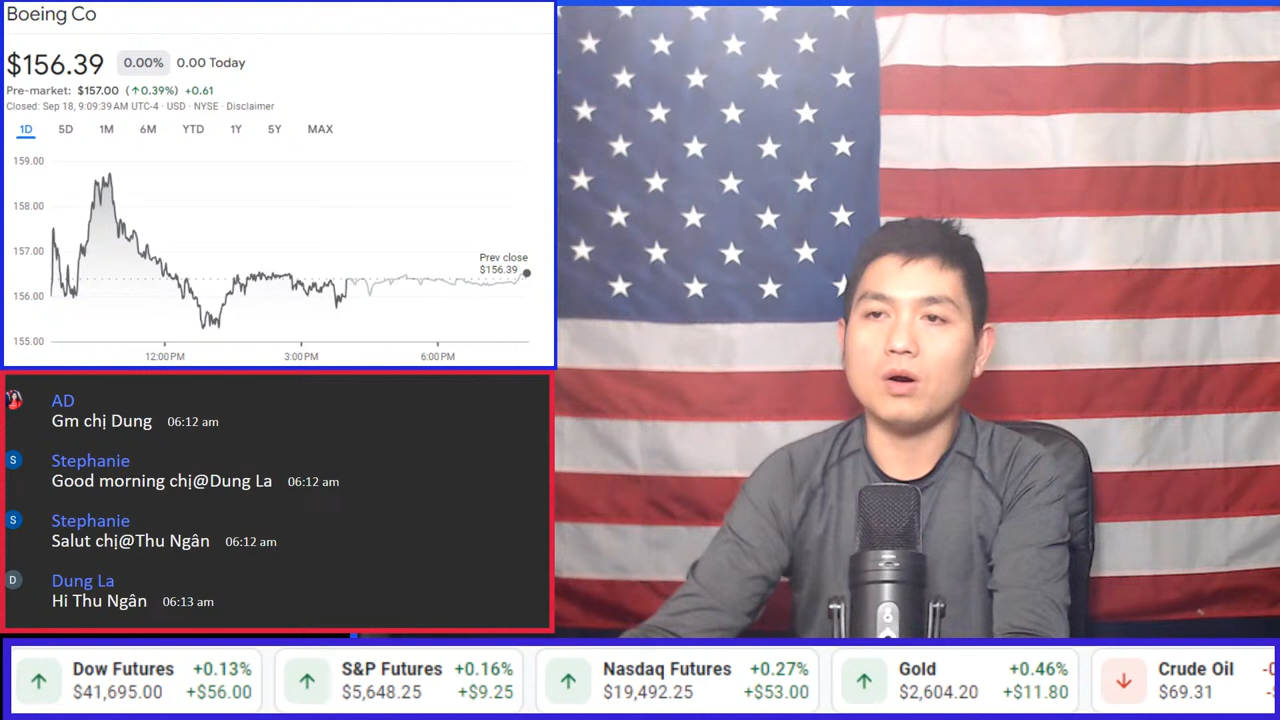 Boeing Co
$156.39 0.00% 0.00 Today
Pre-market: $157.00 (↑0.39%) +0.61
Closed: Sep 18, 9:09:39 AM UTC-4 · USD · NYSE · Disclaimer
1D 5D 1M 6M YTD 1Y 5Y MAX
159.00
158.00
157.00
Prev close
$156.39
156.00
155.00
12:00 PM 3:00 PM 6:00 PM
AD
Gm chị Dung 06:12 am
S Stephanie
Good morning chị@Dung La 06:12 am
S Stephanie
Salut chị@Thu Ngân 06:12 am
D Dung La
Hi Thu Ngân 06:13 am
Dow Futures +0.13%
$41,695.00 +$56.00
S&P Futures +0.16%
$5,648.25 +$9.25
Nasdaq Futures +0.27%
$19,492.25 +$53.00
Gold +0.46%
$2,604.20 +$11.80
Crude Oil
$69.31